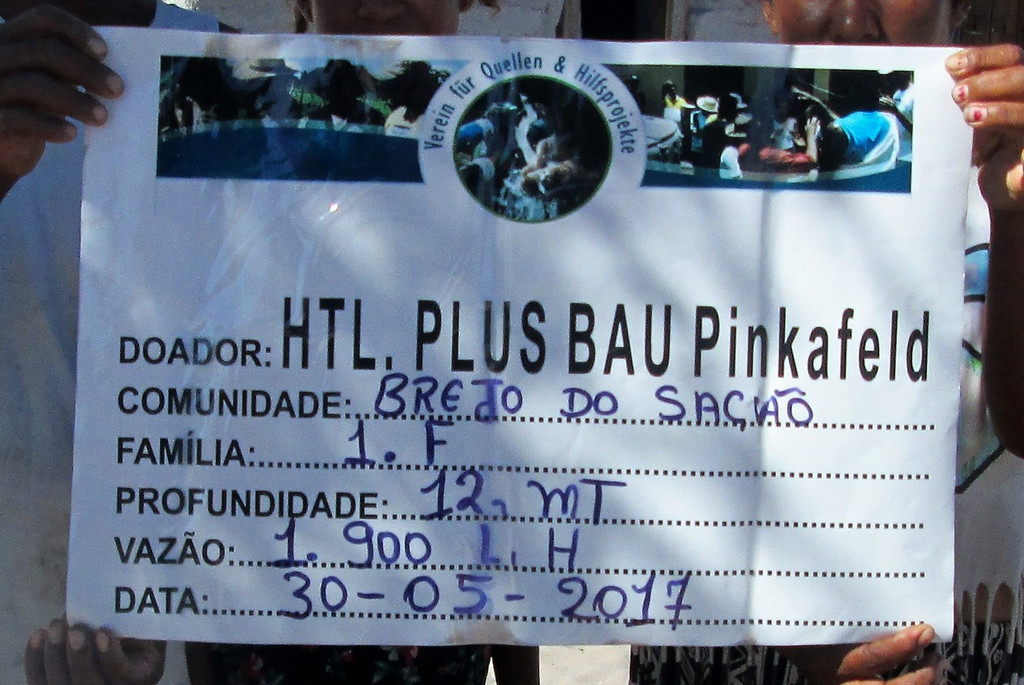 Verein für Quellen & Hilfsprojekte
DOADOR: HTL. PLUS BAU Pinkafeld
COMUNIDADE: BREJO DO SAÇÃO
FAMÍLIA: 1. F
PROFUNDIDADE: 12, MT
VAZÃO: 1. 900 L. H
DATA: 30-05-2017